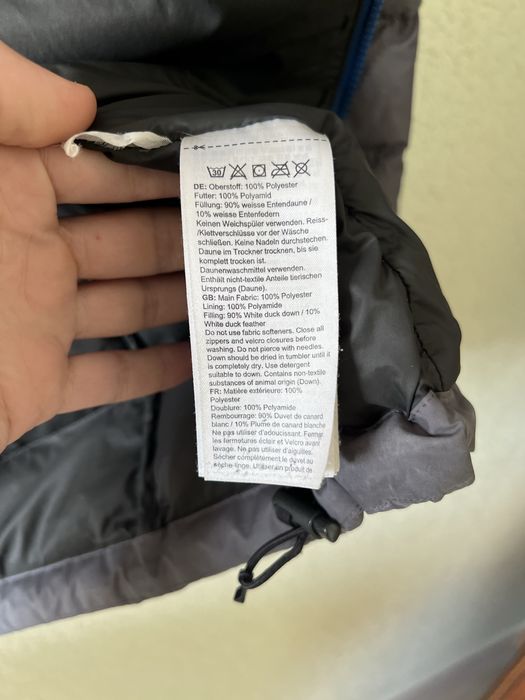 30
DE: Oberstoff: 100% Polyester
Futter: 100% Polyamid
Füllung: 90% weisse Entendaune /
10% weisse Entenfedern
Keinen Weichspüler verwenden. Reiss-
/Klettverschlüsse vor der Wäsche
schließen. Keine Nadeln durchstechen.
Daune im Trockner trocknen, bis sie
komplett trocken ist.
Daunenwaschmittel verwenden.
Enthält nicht-textile Anteile tierischen
Ursprungs (Daune).
GB: Main Fabric: 100% Polyester
Lining: 100% Polyamide
Filling: 90% White duck down / 10%
White duck feather
Do not use fabric softeners. Close all
zippers and velcro closures before
washing. Do not pierce with needles.
Down should be dried in tumbler until it
is completely dry. Use detergent
suitable to down. Contains non-textile
substances of animal origin (Down).
FR: Matière extérieure: 100%
Polyester
Doublure: 100% Polyamide
Rembourrage: 90% Duvet de canard
blanc / 10% Plume de canard blanche
Ne pas utiliser d'adoucissant. Fermer
les fermetures éclair et Velcro avant
lavage. Ne pas utiliser d'aiguilles.
Sécher complètement le duvet au
sèche-linge. Utiliser un produit de